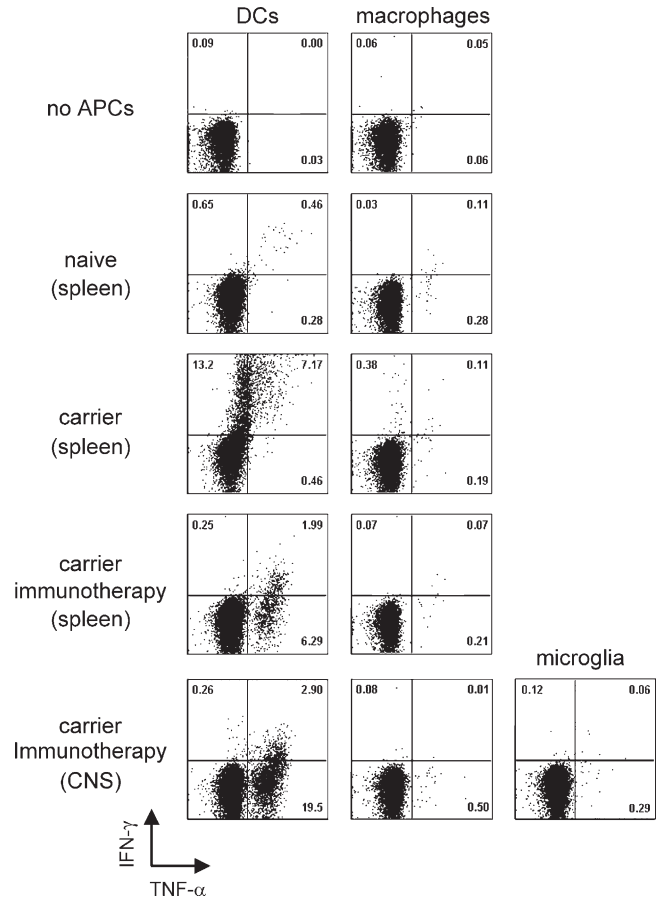 DCs macrophages
0.09 0.00 0.06 0.05
no APCs
0.03 0.06
0.65 0.46 0.03 0.11
naive
(spleen)
0.28 0.28
13.2 7.17 0.38 0.11
carrier
(spleen)
0.46 0.19
0.25 1.99 0.07 0.07
carrier
immunotherapy
(spleen)
6.29 0.21
microglia
0.26 2.90 0.08 0.01 0.12 0.06
carrier
Immunotherapy
(CNS)
19.5 0.50 0.29
IFN-γ
TNF-α